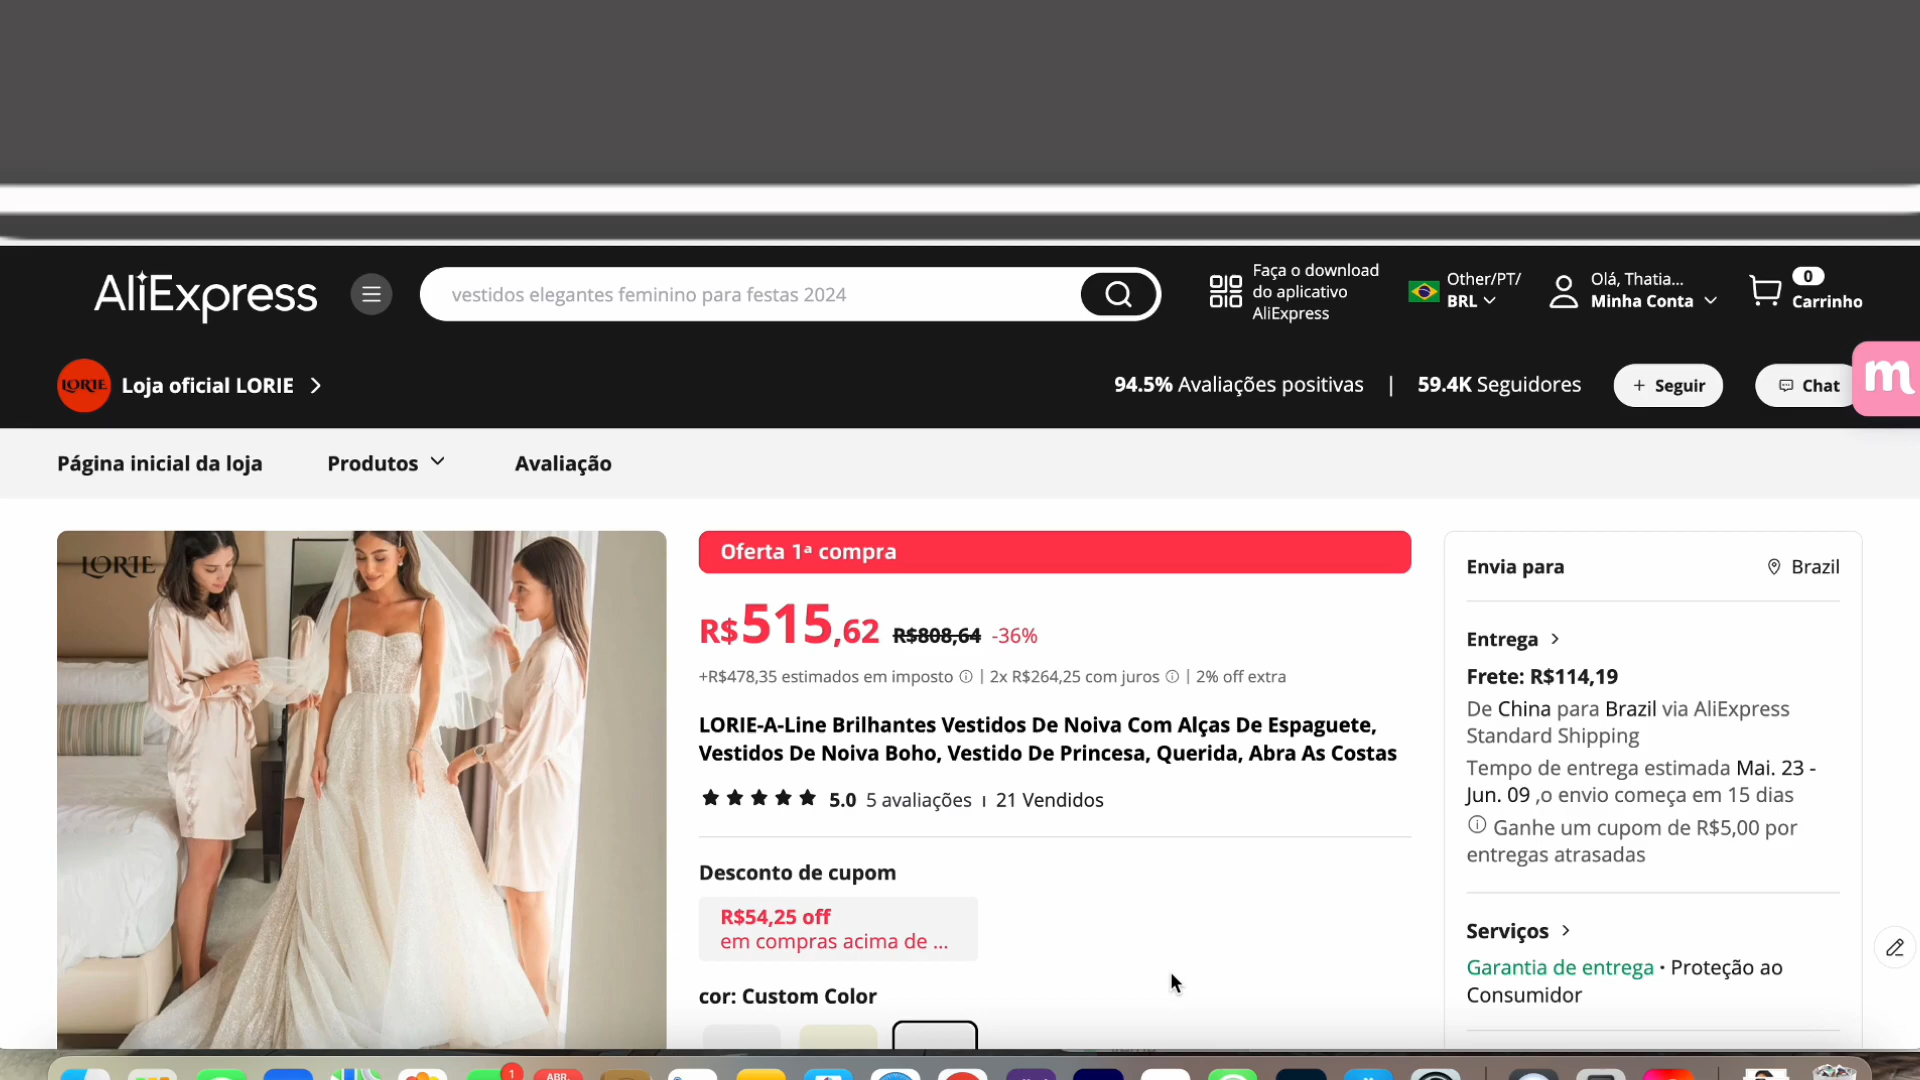 AliExpress
vestidos elegantes feminino para festas 2024
Faça o download
do aplicativo
AliExpress
Other/PT/
BRL
Olá, Thatia...
Minha Conta
0
Carrinho
LORIE
Loja oficial LORIE
94.5% Avaliações positivas | 59.4K Seguidores
+ Seguir
Chat
m
Página inicial da loja
Produtos
Avaliação
LORIE
Oferta 1ª compra
R$515,62 R$808,64 -36%
+R$478,35 estimados em imposto | 2x R$264,25 com juros | 2% off extra
LORIE-A-Line Brilhantes Vestidos De Noiva Com Alças De Espaguete,
Vestidos De Noiva Boho, Vestido De Princesa, Querida, Abra As Costas
5.0 5 avaliações | 21 Vendidos
Desconto de cupom
R$54,25 off
em compras acima de ...
cor: Custom Color
Envia para
Brazil
Entrega
Frete: R$114,19
De China para Brazil via AliExpress
Standard Shipping
Tempo de entrega estimada Mai. 23 -
Jun. 09 ,o envio começa em 15 dias
Ganhe um cupom de R$5,00 por
entregas atrasadas
Serviços
Garantia de entrega · Proteção ao
Consumidor
1
ABR.